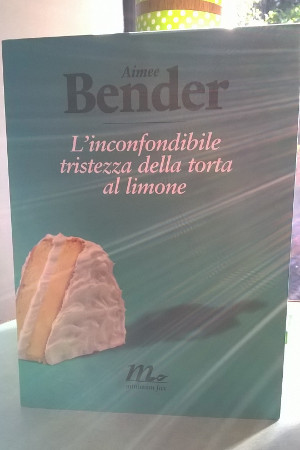 Aimee
Bender
L'inconfondibile
tristezza della torta
al limone
minimum fax